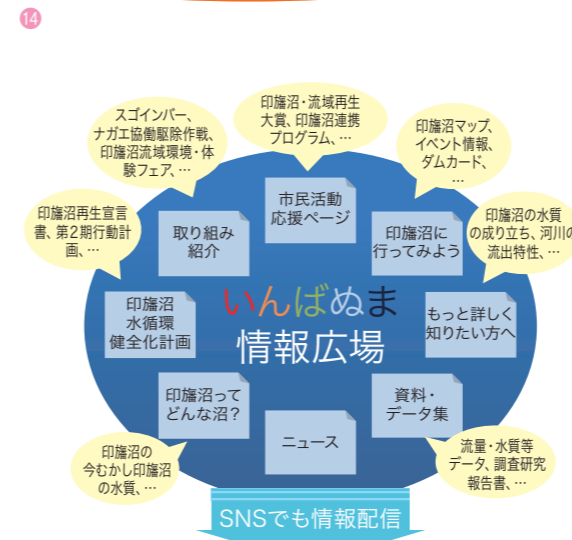 14
印旛沼・流域再生
大賞、印旛沼連携
プログラム、…
スゴインバー、
ナガエ協働駆除作戦、
印旛沼流域環境・体
験フェア、…
印旛沼マップ、
イベント情報、
ダムカード、
…
印旛沼再生宣言
書、第2期行動計
画、…
印旛沼の水質
の成り立ち、河川の
流出特性、…
市民活動
応援ページ
取り組み
紹介
印旛沼に
行ってみよう
印旛沼
水循環
健全化計画
もっと詳しく
知りたい方へ
いんばぬま
情報広場
印旛沼って
どんな沼？
資料・
データ集
ニュース
印旛沼の
今むかし印旛沼
の水質、…
流量・水質等
データ、調査研究
報告書、…
SNSでも情報配信